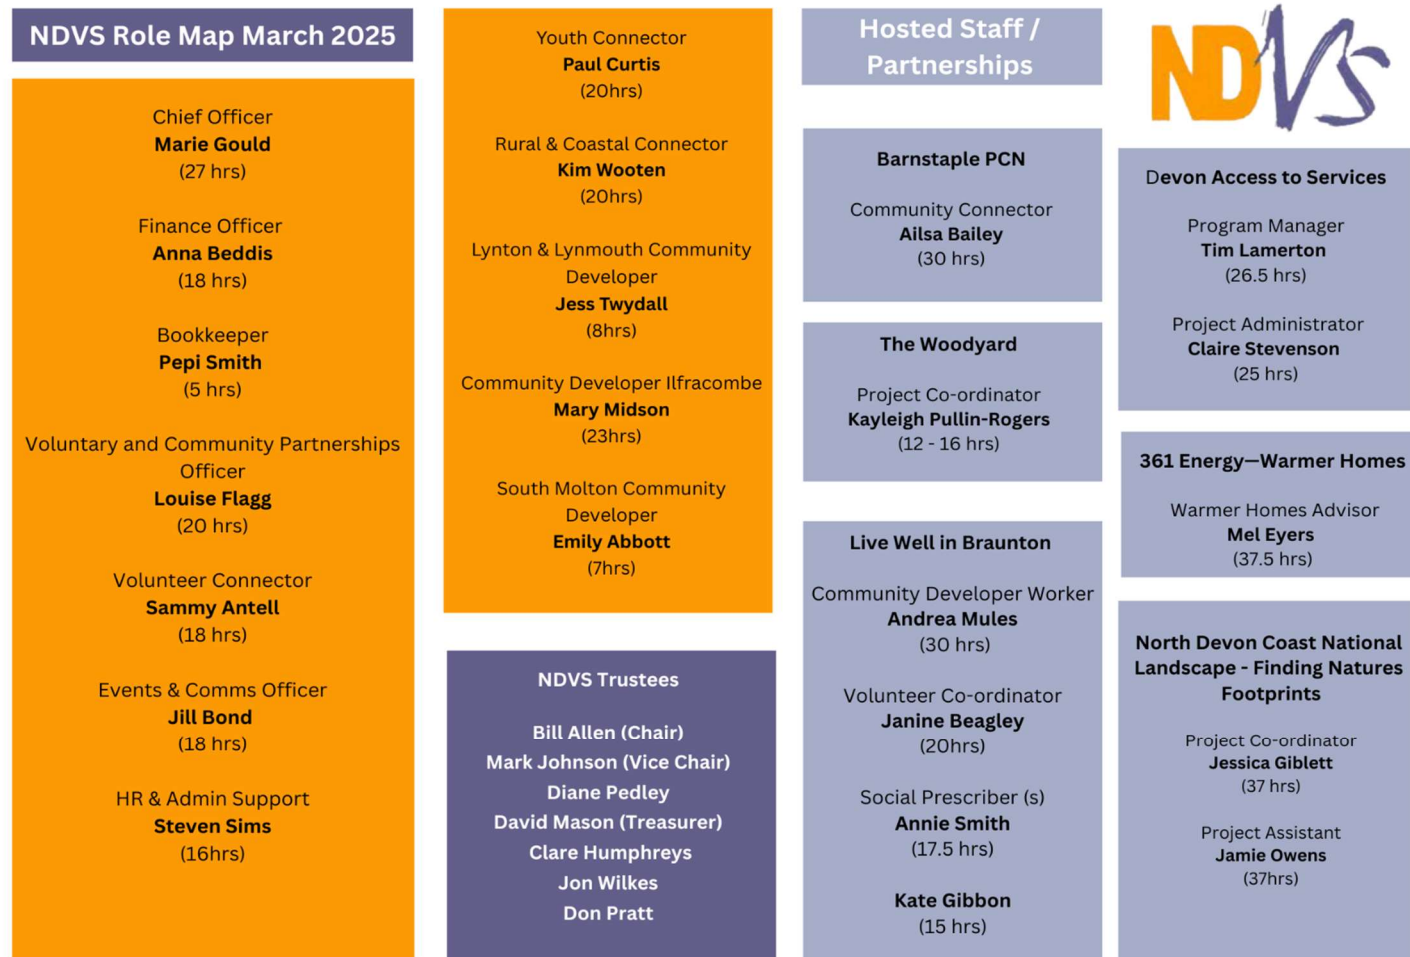 NDVS Role Map March 2025
Chief Officer
Marie Gould
(27 hrs)
Finance Officer
Anna Beddis
(18 hrs)
Bookkeeper
Pepi Smith
(5 hrs)
Voluntary and Community Partnerships
Officer
Louise Flagg
(20 hrs)
Volunteer Connector
Sammy Antell
(18 hrs)
Events & Comms Officer
Jill Bond
(18 hrs)
HR & Admin Support
Steven Sims
(16hrs)
Youth Connector
Paul Curtis
(20hrs)
Rural & Coastal Connector
Kim Wooten
(20hrs)
Lynton & Lynmouth Community
Developer
Jess Twydall
(8hrs)
Community Developer Ilfracombe
Mary Midson
(23hrs)
South Molton Community
Developer
Emily Abbott
(7hrs)
NDVS Trustees
Bill Allen (Chair)
Mark Johnson (Vice Chair)
Diane Pedley
David Mason (Treasurer)
Clare Humphreys
Jon Wilkes
Don Pratt
Hosted Staff /
Partnerships
Barnstaple PCN
Community Connector
Ailsa Bailey
(30 hrs)
The Woodyard
Project Co-ordinator
Kayleigh Pullin-Rogers
(12 - 16 hrs)
Live Well in Braunton
Community Developer Worker
Andrea Mules
(30 hrs)
Volunteer Co-ordinator
Janine Beagley
(20hrs)
Social Prescriber (s)
Annie Smith
(17.5 hrs)
Kate Gibbon
(15 hrs)
NDVS
Devon Access to Services
Program Manager
Tim Lamerton
(26.5 hrs)
Project Administrator
Claire Stevenson
(25 hrs)
361 Energy—Warmer Homes
Warmer Homes Advisor
Mel Eyers
(37.5 hrs)
North Devon Coast National
Landscape - Finding Natures
Footprints
Project Co-ordinator
Jessica Giblett
(37 hrs)
Project Assistant
Jamie Owens
(37hrs)